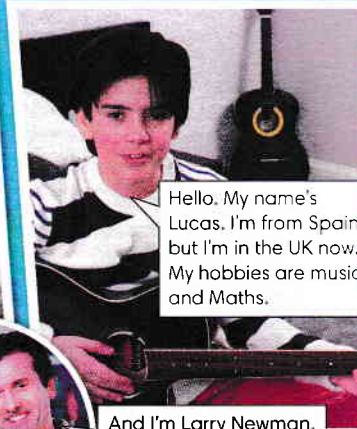 Hello. My name's
Lucas. I'm from Spain
but I'm in the UK now.
My hobbies are music
and Maths.
And I'm Larry Newman.